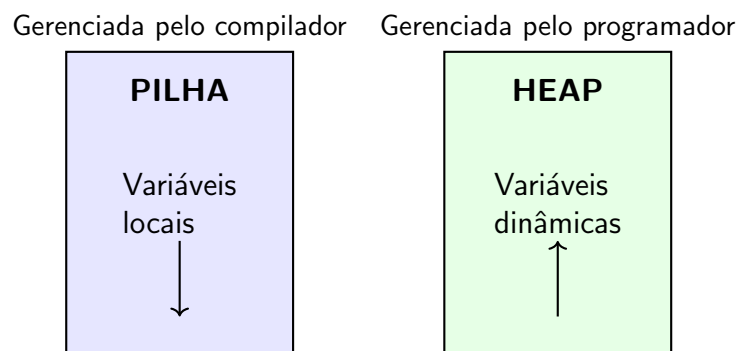 Gerenciada pelo compilador
Gerenciada pelo programador
PILHA
HEAP
Variáveis
locais
Variáveis
dinâmicas